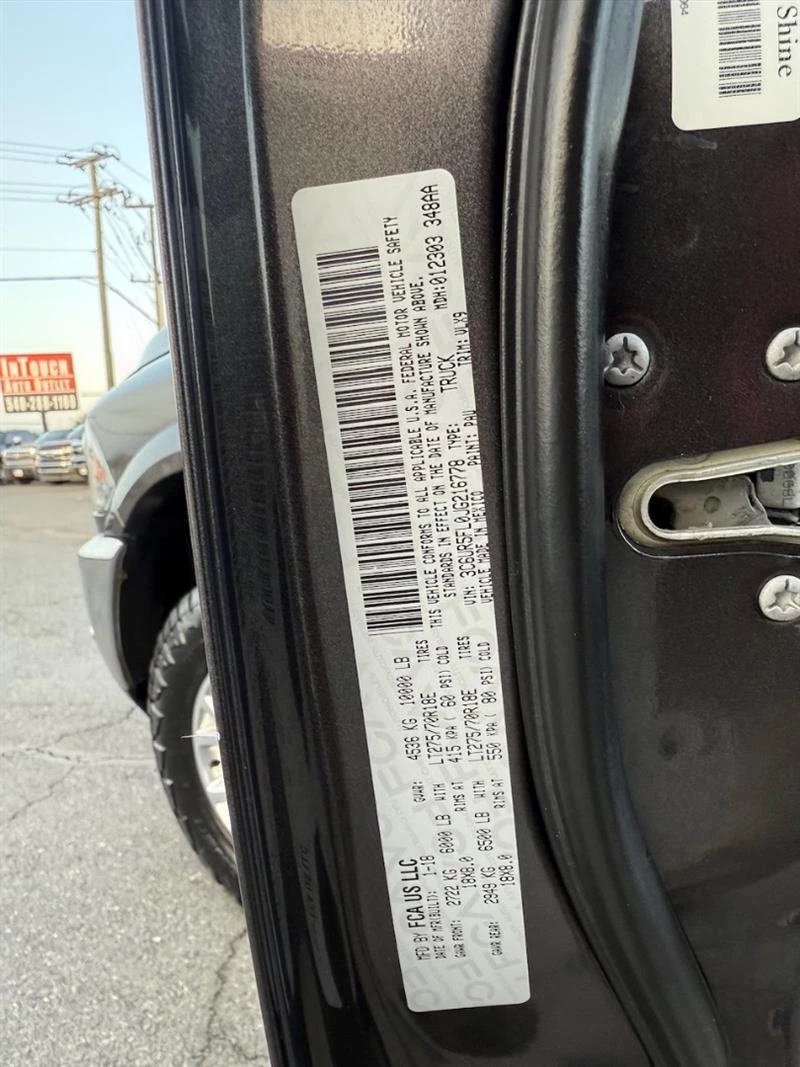 MFD BY FCA US LLC
DATE OF MFR(BUILT): 1-18 GVWR: 4536 KG 10000 LB
GAWR FRONT: 2722 KG 6000 LB WITH LT275/70R18E TIRES
18X8.0 RIMS AT 415 KPA ( 60 PSI) COLD
GAWR REAR: 2949 KG 6500 LB WITH LT275/70R18E TIRES
18X8.0 RIMS AT 550 KPA ( 80 PSI) COLD
THIS VEHICLE CONFORMS TO ALL APPLICABLE U.S.A. FEDERAL MOTOR VEHICLE SAFETY
STANDARDS IN EFFECT ON THE DATE OF MANUFACTURE SHOWN ABOVE.
VIN: 3C6UR5FL0JG216778 TYPE: TRUCK MDH:012303 348AA
VEHICLE MADE IN MEXICO PAINT: PAU TRIM: VLX9
Shine
InTouch
Auto Outlet